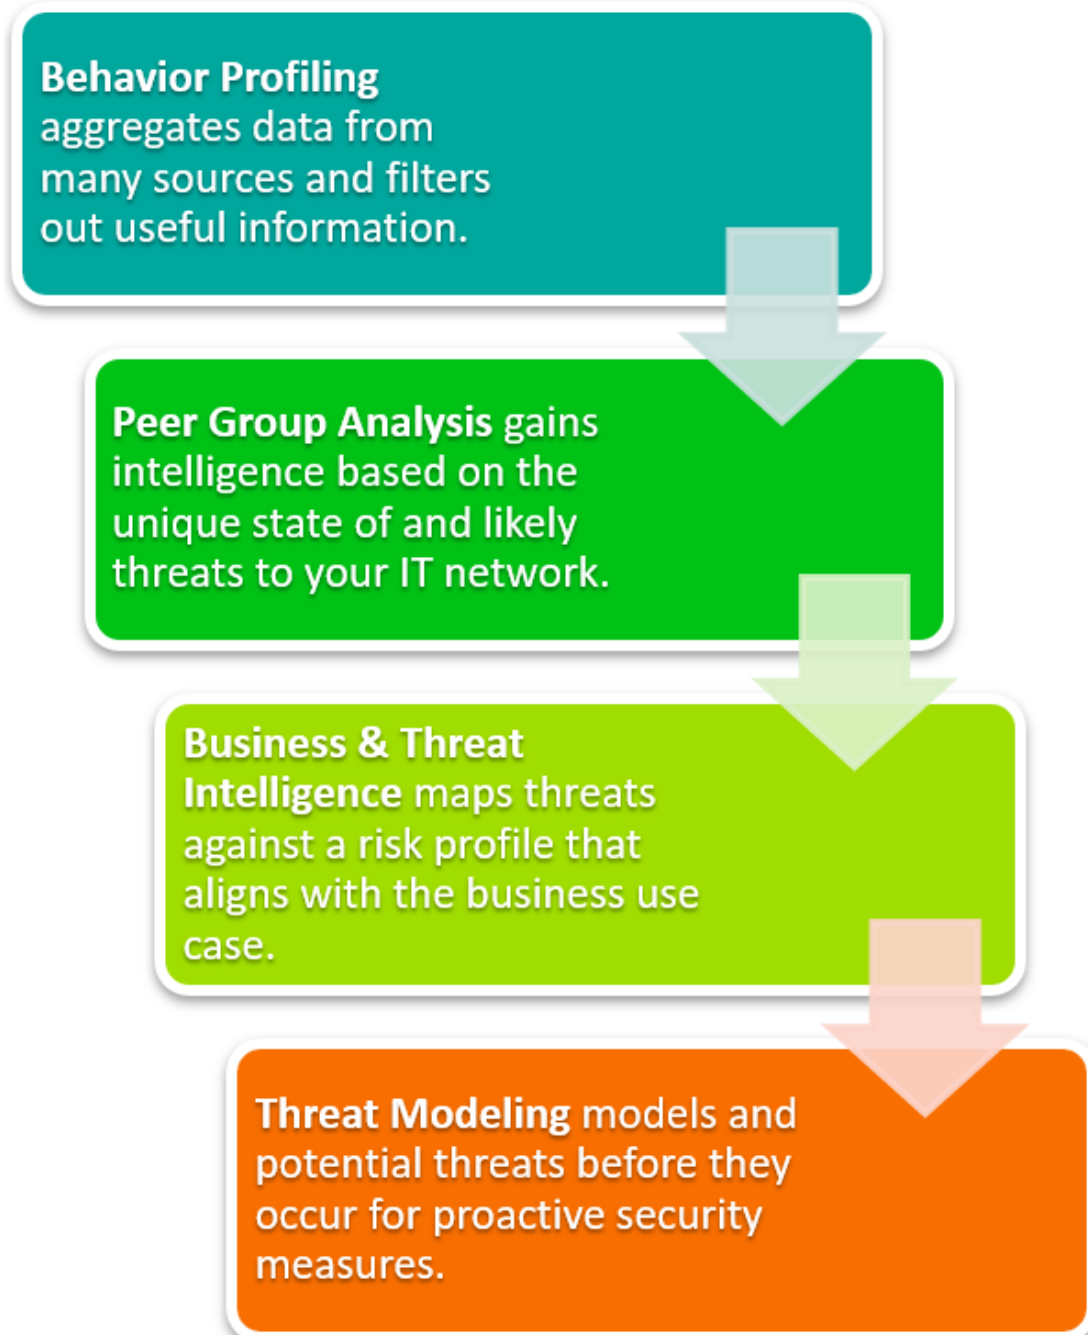 Behavior Profiling
aggregates data from
many sources and filters
out useful information.
Peer Group Analysis gains
intelligence based on the
unique state of and likely
threats to your IT network.
Business & Threat
Intelligence maps threats
against a risk profile that
aligns with the business use
case.
Threat Modeling models and
potential threats before they
occur for proactive security
measures.